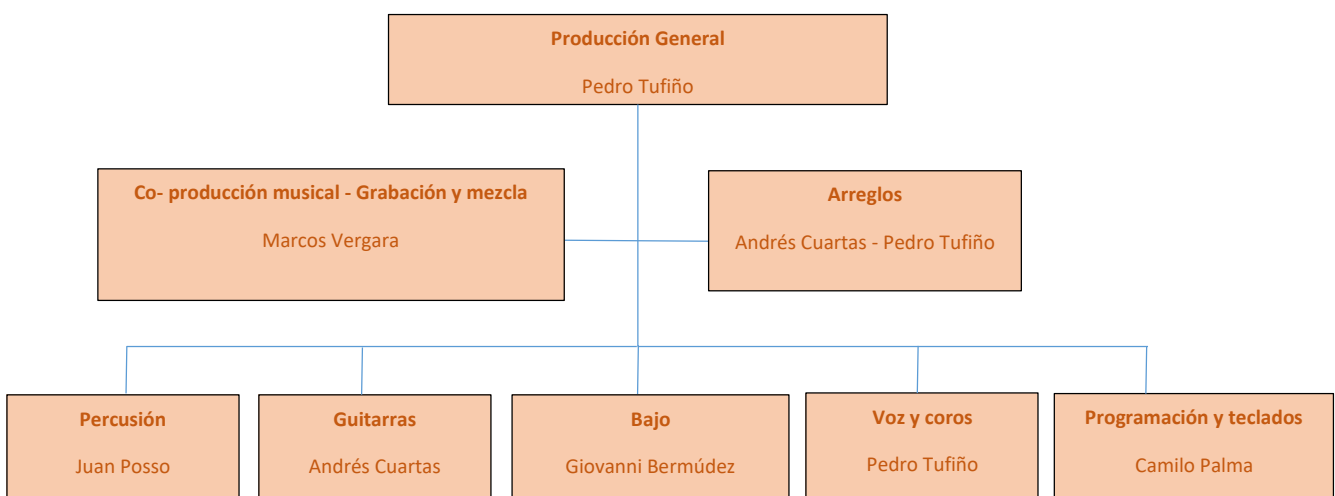 Producción General
Pedro Tufiño
Co- producción musical - Grabación y mezcla
Marcos Vergara
Arreglos
Andrés Cuartas - Pedro Tufiño
Percusión
Juan Posso
Guitarras
Andrés Cuartas
Bajo
Giovanni Bermúdez
Voz y coros
Pedro Tufiño
Programación y teclados
Camilo Palma